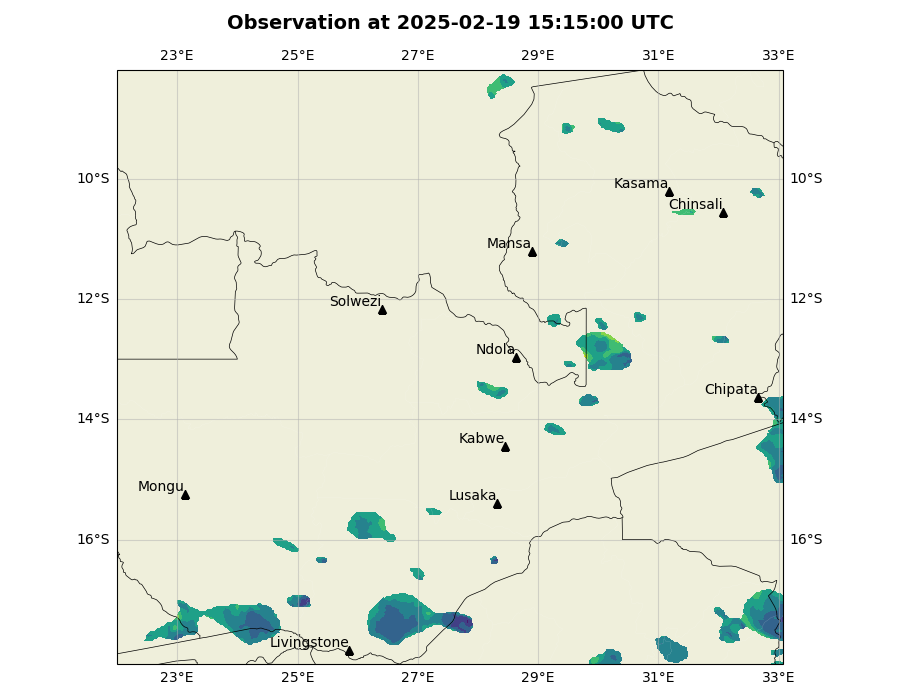 Observation at 2025-02-19 15:15:00 UTC
23°E 25°E 27°E 29°E 31°E 33°E
10°S 10°S
Kasama
Chinsali
Mansa
12°S 12°S
Solwezi
Ndola
Chipata
14°S 14°S
Kabwe
Mongu
Lusaka
16°S 16°S
Livingstone
23°E 25°E 27°E 29°E 31°E 33°E